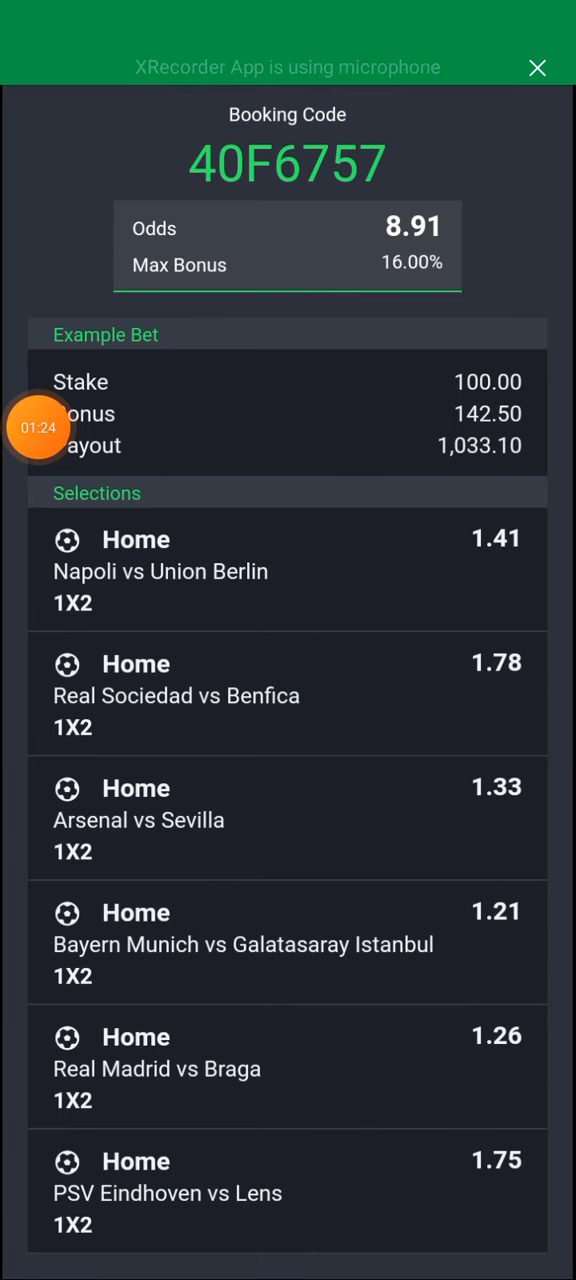 XRecorder App is using microphone
Booking Code
40F6757
Odds 8.91
Max Bonus 16.00%
Example Bet
Stake 100.00
onus 142.50
ayout 1,033.10
01:24
Selections
Home 1.41
Napoli vs Union Berlin
1X2
Home 1.78
Real Sociedad vs Benfica
1X2
Home 1.33
Arsenal vs Sevilla
1X2
Home 1.21
Bayern Munich vs Galatasaray Istanbul
1X2
Home 1.26
Real Madrid vs Braga
1X2
Home 1.75
PSV Eindhoven vs Lens
1X2